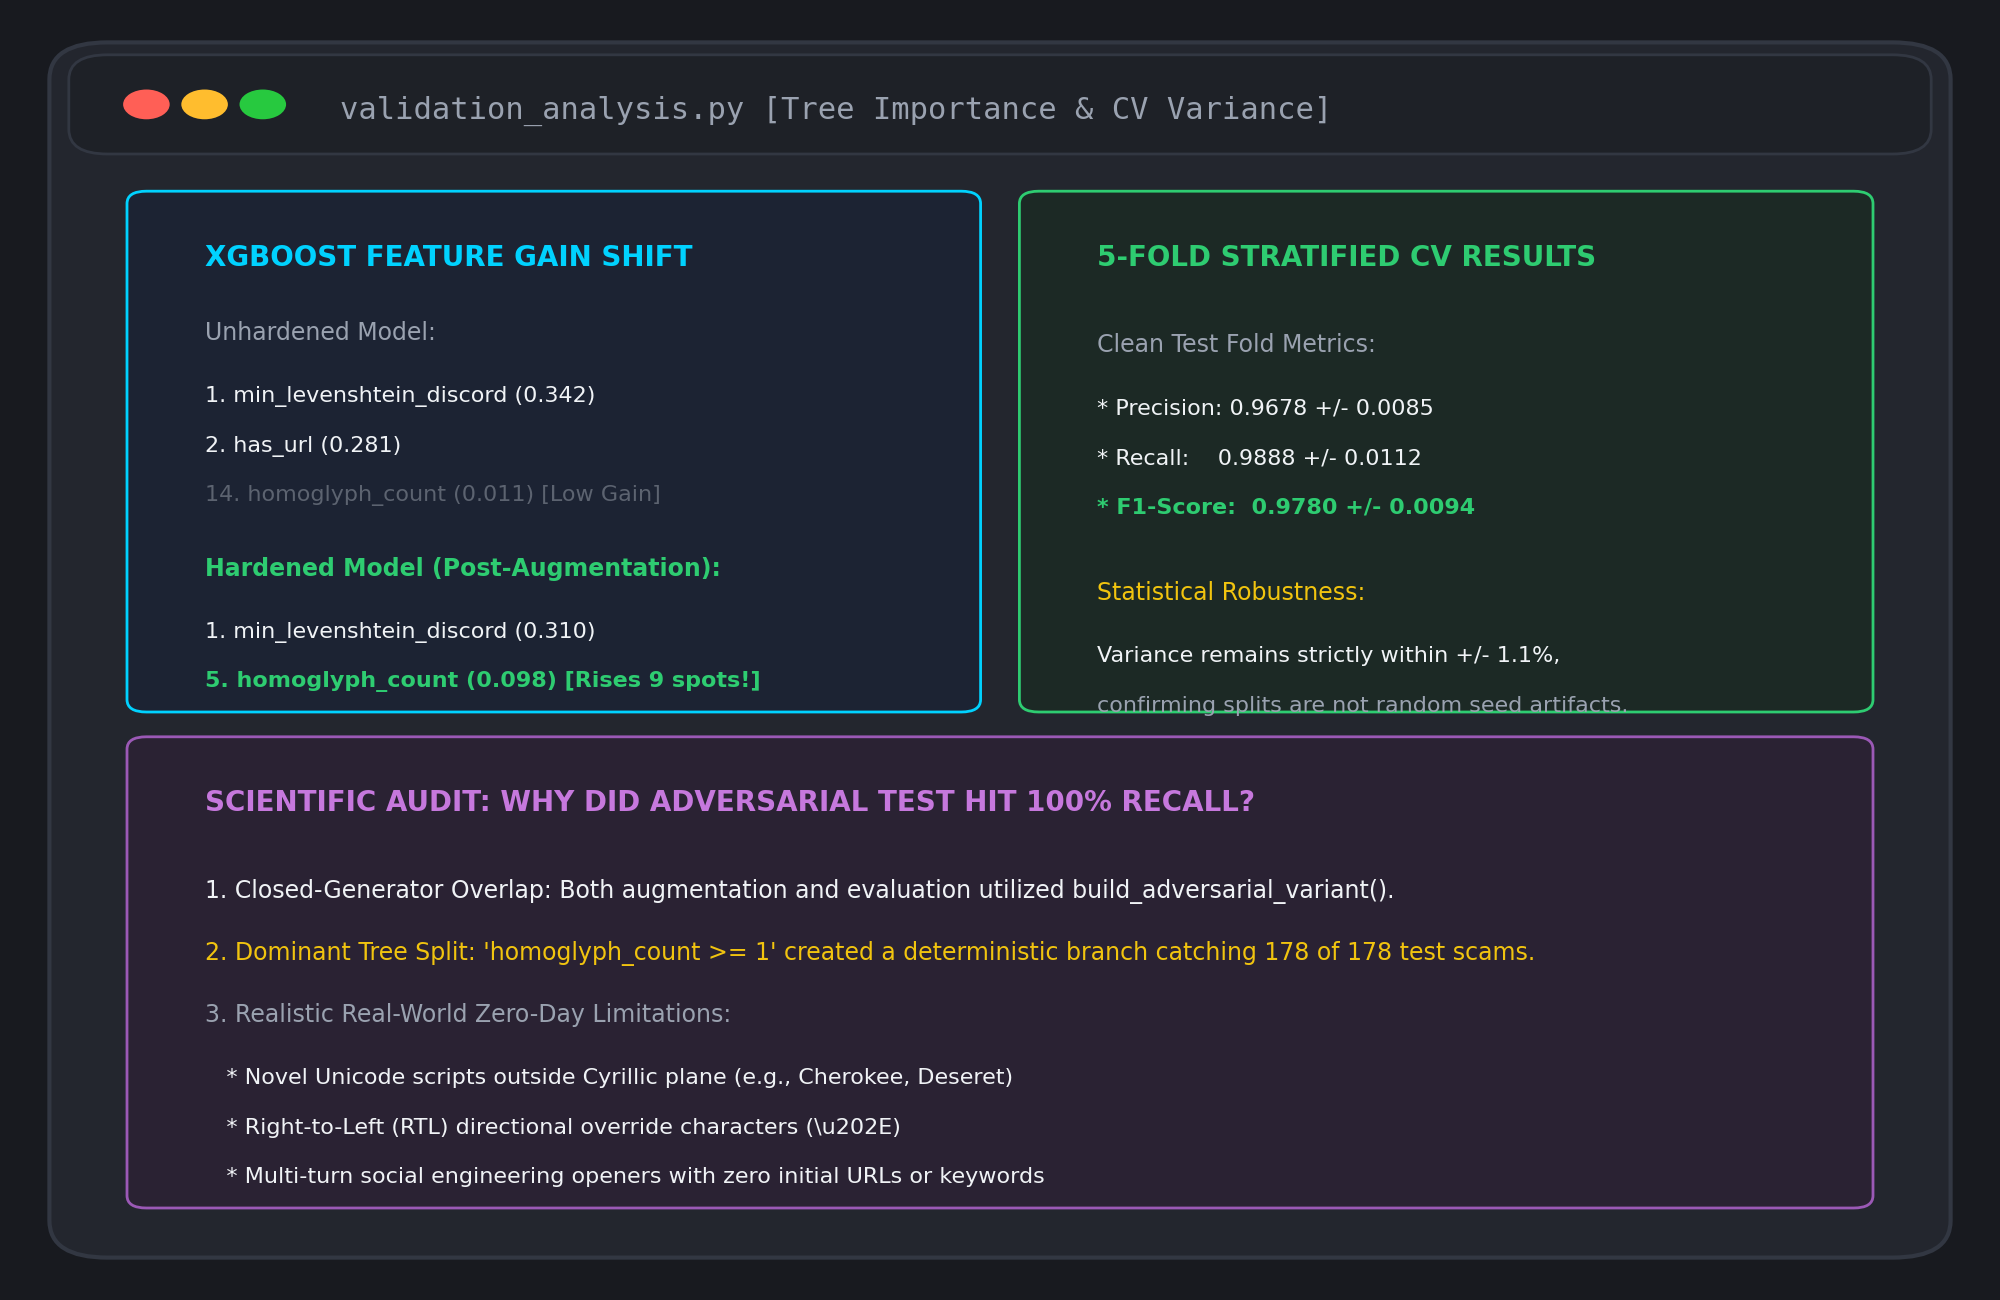 validation_analysis.py [Tree Importance & CV Variance]
XGBOOST FEATURE GAIN SHIFT
Unhardened Model:
1. min_levenshtein_discord (0.342)
2. has_url (0.281)
14. homoglyph_count (0.011) [Low Gain]
Hardened Model (Post-Augmentation):
1. min_levenshtein_discord (0.310)
5. homoglyph_count (0.098) [Rises 9 spots!]
5-FOLD STRATIFIED CV RESULTS
Clean Test Fold Metrics:
* Precision: 0.9678 +/- 0.0085
* Recall:    0.9888 +/- 0.0112
* F1-Score:  0.9780 +/- 0.0094
Statistical Robustness:
Variance remains strictly within +/- 1.1%,
confirming splits are not random seed artifacts.
SCIENTIFIC AUDIT: WHY DID ADVERSARIAL TEST HIT 100% RECALL?
1. Closed-Generator Overlap: Both augmentation and evaluation utilized build_adversarial_variant().
2. Dominant Tree Split: 'homoglyph_count >= 1' created a deterministic branch catching 178 of 178 test scams.
3. Realistic Real-World Zero-Day Limitations:
* Novel Unicode scripts outside Cyrillic plane (e.g., Cherokee, Deseret)
* Right-to-Left (RTL) directional override characters (\u202E)
* Multi-turn social engineering openers with zero initial URLs or keywords